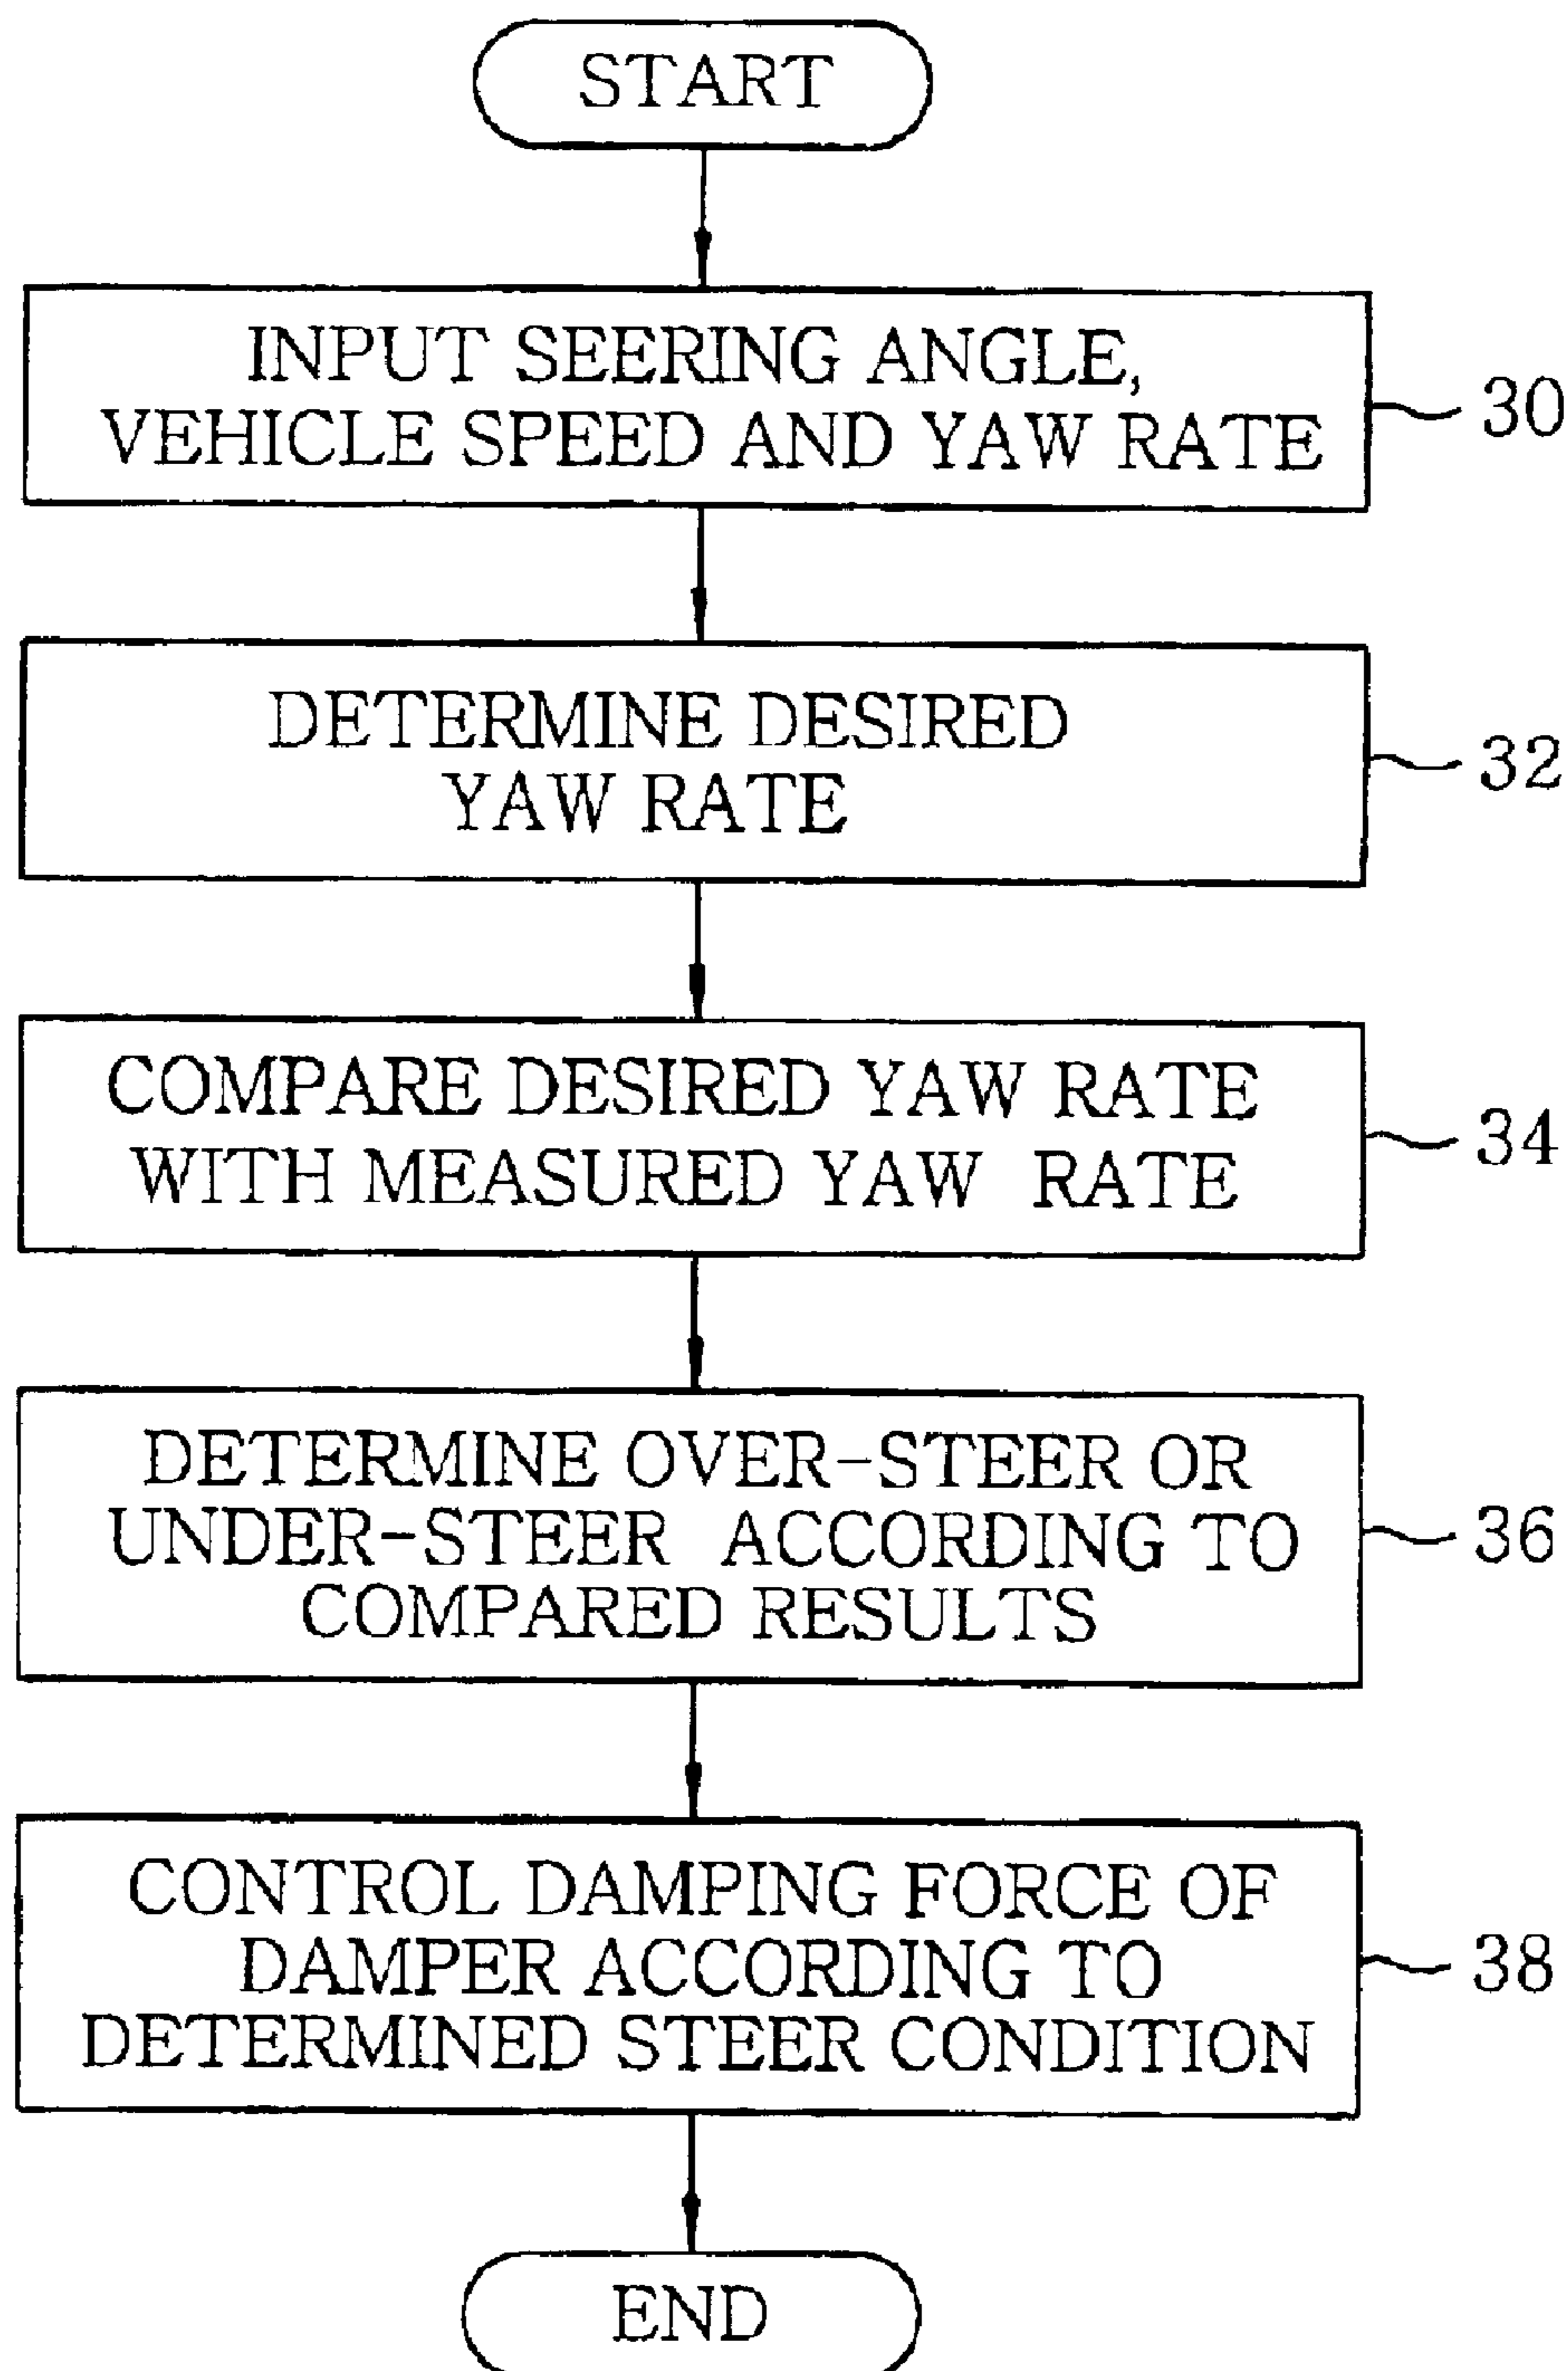 START
INPUT SEERING ANGLE,
VEHICLE SPEED AND YAW RATE
30
DETERMINE DESIRED
YAW RATE
32
COMPARE DESIRED YAW RATE
WITH MEASURED YAW RATE
34
DETERMINE OVER-STEER OR
UNDER-STEER ACCORDING TO
COMPARED RESULTS
36
CONTROL DAMPING FORCE OF
DAMPER ACCORDING TO
DETERMINED STEER CONDITION
38
END